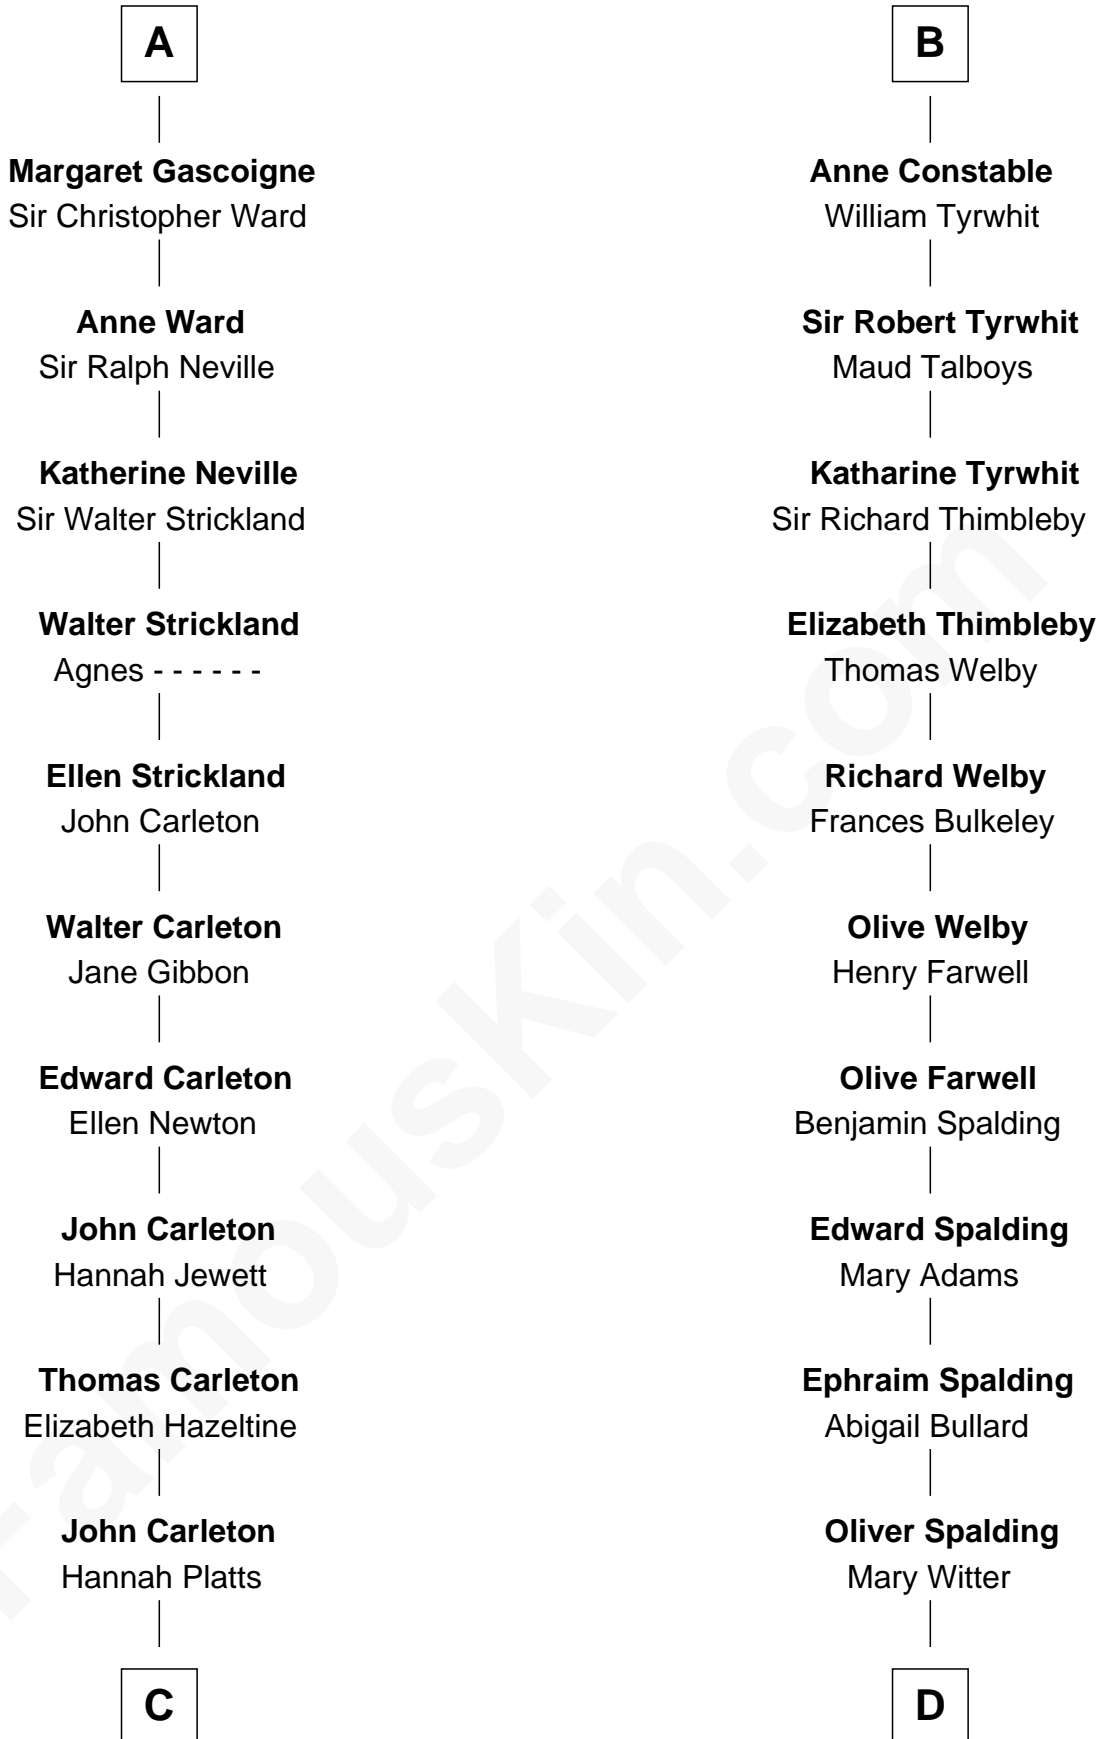 A
Margaret Gascoigne
Sir Christopher Ward
Anne Ward
Sir Ralph Neville
Katherine Neville
Sir Walter Strickland
Walter Strickland
Agnes - - - - - -
Ellen Strickland
John Carleton
Walter Carleton
Jane Gibbon
Edward Carleton
Ellen Newton
John Carleton
Hannah Jewett
Thomas Carleton
Elizabeth Hazeltine
John Carleton
Hannah Platts
C
B
Anne Constable
William Tyrwhit
Sir Robert Tyrwhit
Maud Talboys
Katharine Tyrwhit
Sir Richard Thimbleby
Elizabeth Thimbleby
Thomas Welby
Richard Welby
Frances Bulkeley
Olive Welby
Henry Farwell
Olive Farwell
Benjamin Spalding
Edward Spalding
Mary Adams
Ephraim Spalding
Abigail Bullard
Oliver Spalding
Mary Witter
D
FamousKin.com